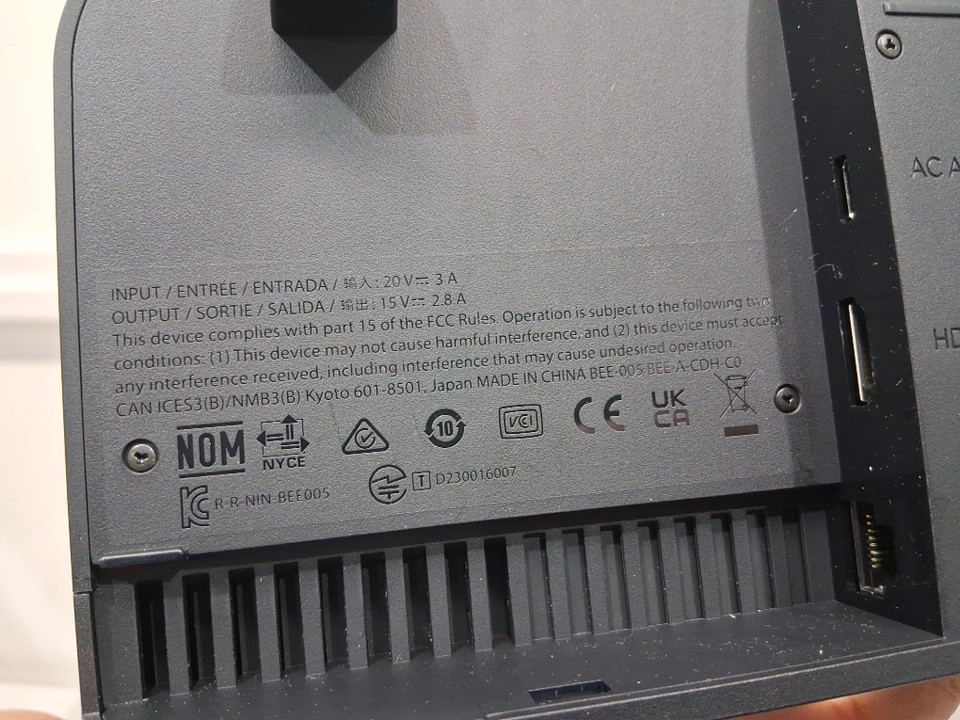 AC A
HD
INPUT / ENTRÉE / ENTRADA / 输入 : 20 V⎓ 3 A
OUTPUT / SORTIE / SALIDA / 输出 : 15 V⎓ 2.8 A
This device complies with part 15 of the FCC Rules. Operation is subject to the following two
conditions: (1) This device may not cause harmful interference, and (2) this device must accept
any interference received, including interference that may cause undesired operation.
CAN ICES3(B)/NMB3(B) Kyoto 601-8501, Japan MADE IN CHINA BEE-005 BEE-A-CDH-C0
NOM NYCE 10 VCI CE UK CA
R-R-NIN-BEE005 T D230016007